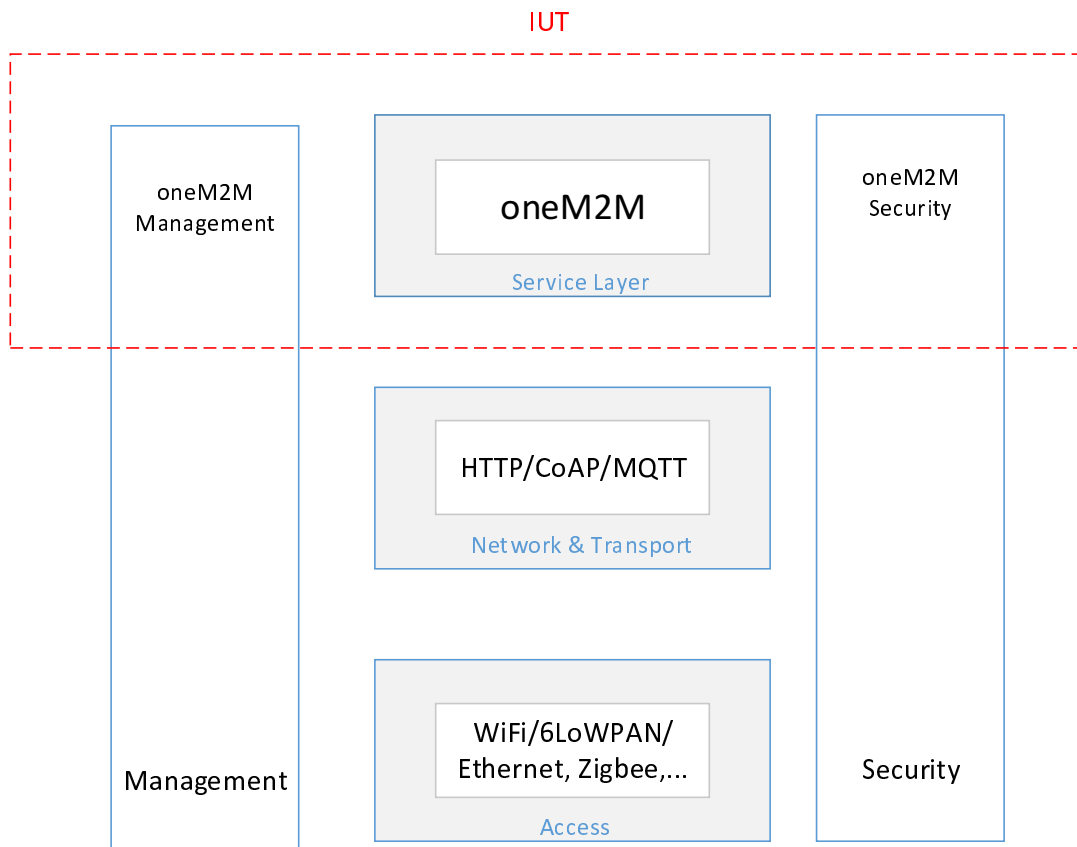 IUT
oneM2M
Management
oneM2M
Service Layer
oneM2M
Security
HTTP/CoAP/MQTT
Network & Transport
WiFi/6LoWPAN/
Ethernet, Zigbee,...
Access
Management
Security